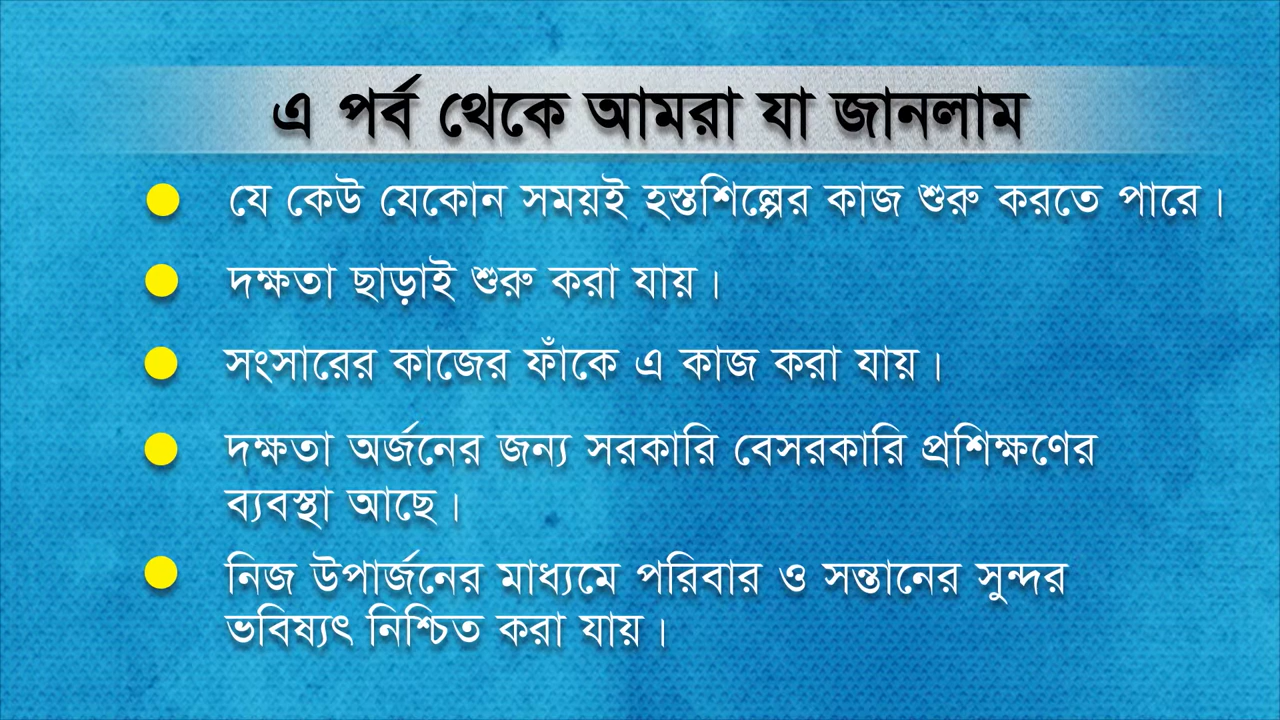 এ পর্ব থেকে আমরা যা জানলাম
যে কেউ যেকোন সময়ই হস্তশিল্পের কাজ শুরু করতে পারে।
দক্ষতা ছাড়াই শুরু করা যায়।
সংসারের কাজের ফাঁকে এ কাজ করা যায়।
দক্ষতা অর্জনের জন্য সরকারি বেসরকারি প্রশিক্ষণের
ব্যবস্থা আছে।
নিজ উপার্জনের মাধ্যমে পরিবার ও সন্তানের সুন্দর
ভবিষ্যৎ নিশ্চিত করা যায়।